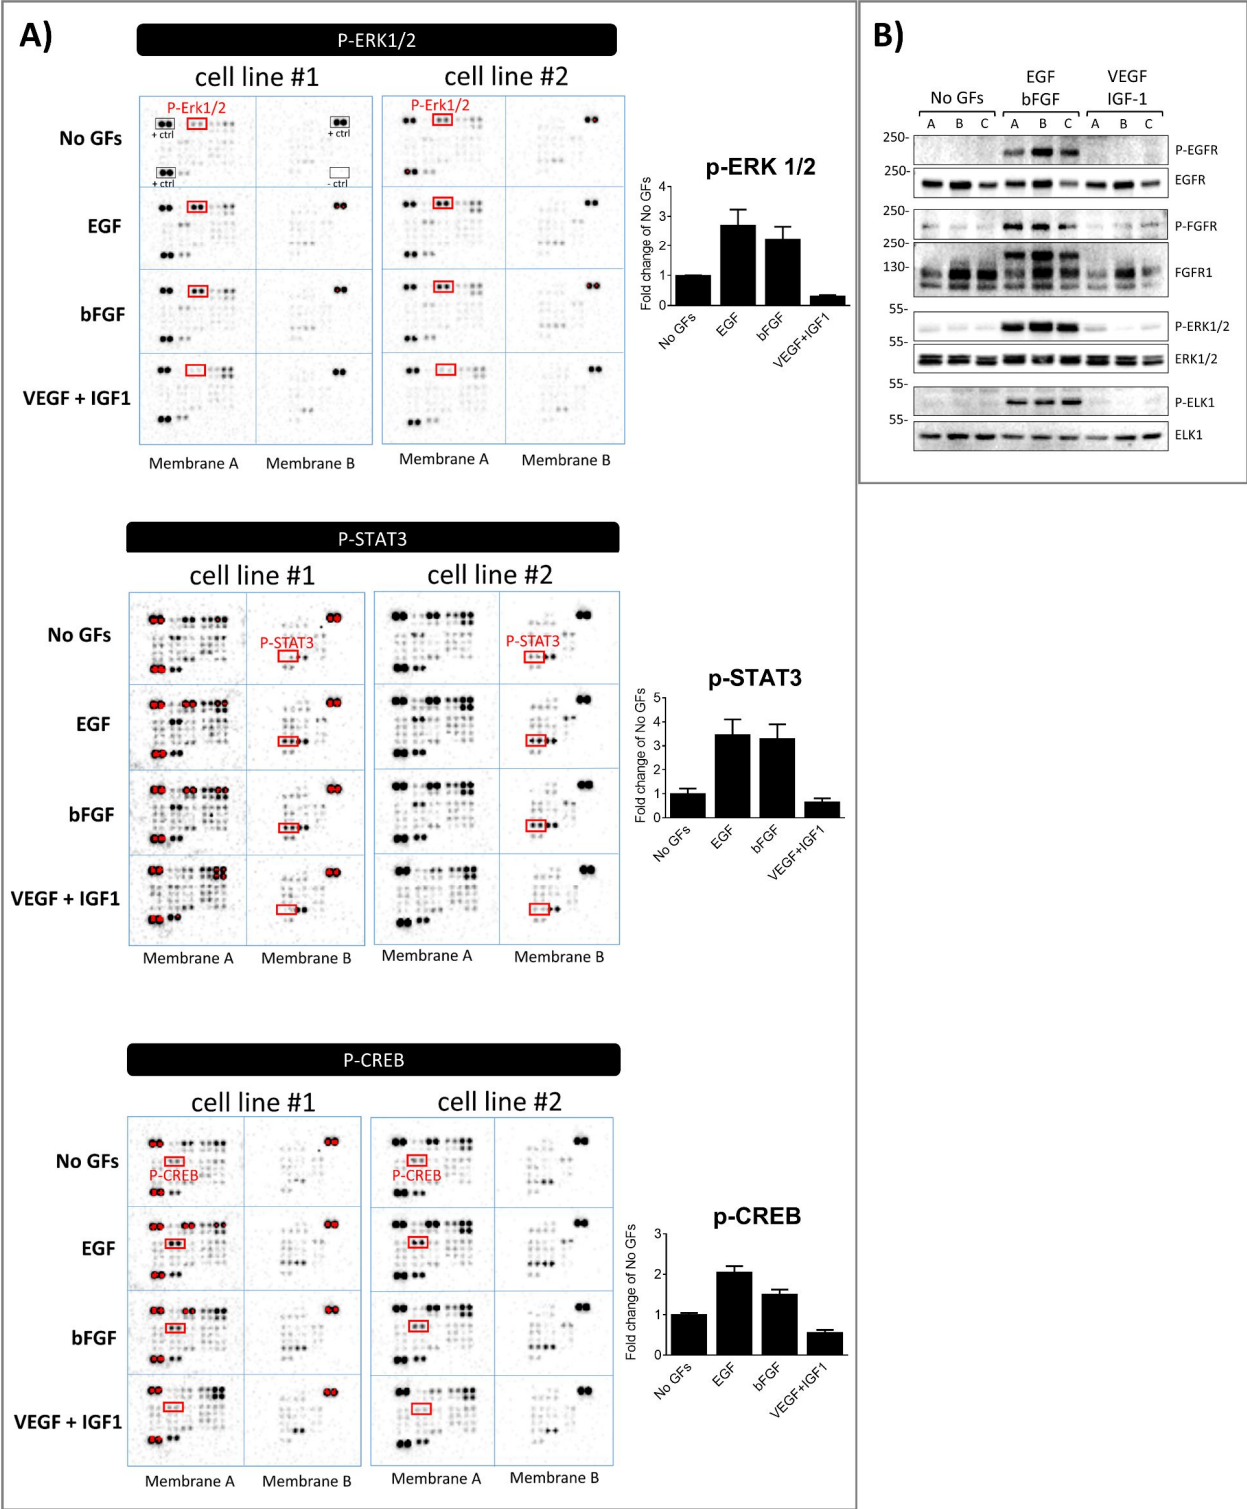 A)
P-ERK1/2
cell line #1
cell line #2
P-Erk1/2
P-Erk1/2
+ ctrl
+ ctrl
+ ctrl
- ctrl
No GFs
EGF
bFGF
VEGF + IGF1
Membrane A
Membrane B
Membrane A
Membrane B
p-ERK 1/2
Fold change of No GFs
4
3
2
1
0
No GFs
EGF
bFGF
VEGF+IGF1
P-STAT3
cell line #1
cell line #2
No GFs
P-STAT3
P-STAT3
EGF
bFGF
VEGF + IGF1
Membrane A
Membrane B
Membrane A
Membrane B
p-STAT3
Fold change of No GFs
5
4
3
2
1
0
No GFs
EGF
bFGF
VEGF+IGF1
P-CREB
cell line #1
cell line #2
No GFs
P-CREB
P-CREB
EGF
bFGF
VEGF + IGF1
Membrane A
Membrane B
Membrane A
Membrane B
p-CREB
Fold change of No GFs
3
2
1
0
No GFs
EGF
bFGF
VEGF+IGF1
B)
No GFs
EGF
bFGF
VEGF
IGF-1
A B C A B C A B C
250-
P-EGFR
250-
EGFR
250-
P-FGFR
250-
130-
FGFR1
55-
P-ERK1/2
ERK1/2
55-
P-ELK1
55-
ELK1